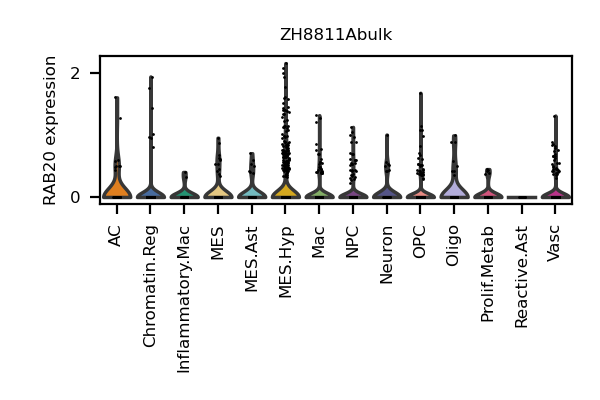 ZH8811Abulk
RAB20 expression
2
0
AC
Chromatin.Reg
Inflammatory.Mac
MES
MES.Ast
MES.Hyp
Mac
NPC
Neuron
OPC
Oligo
Prolif.Metab
Reactive.Ast
Vasc